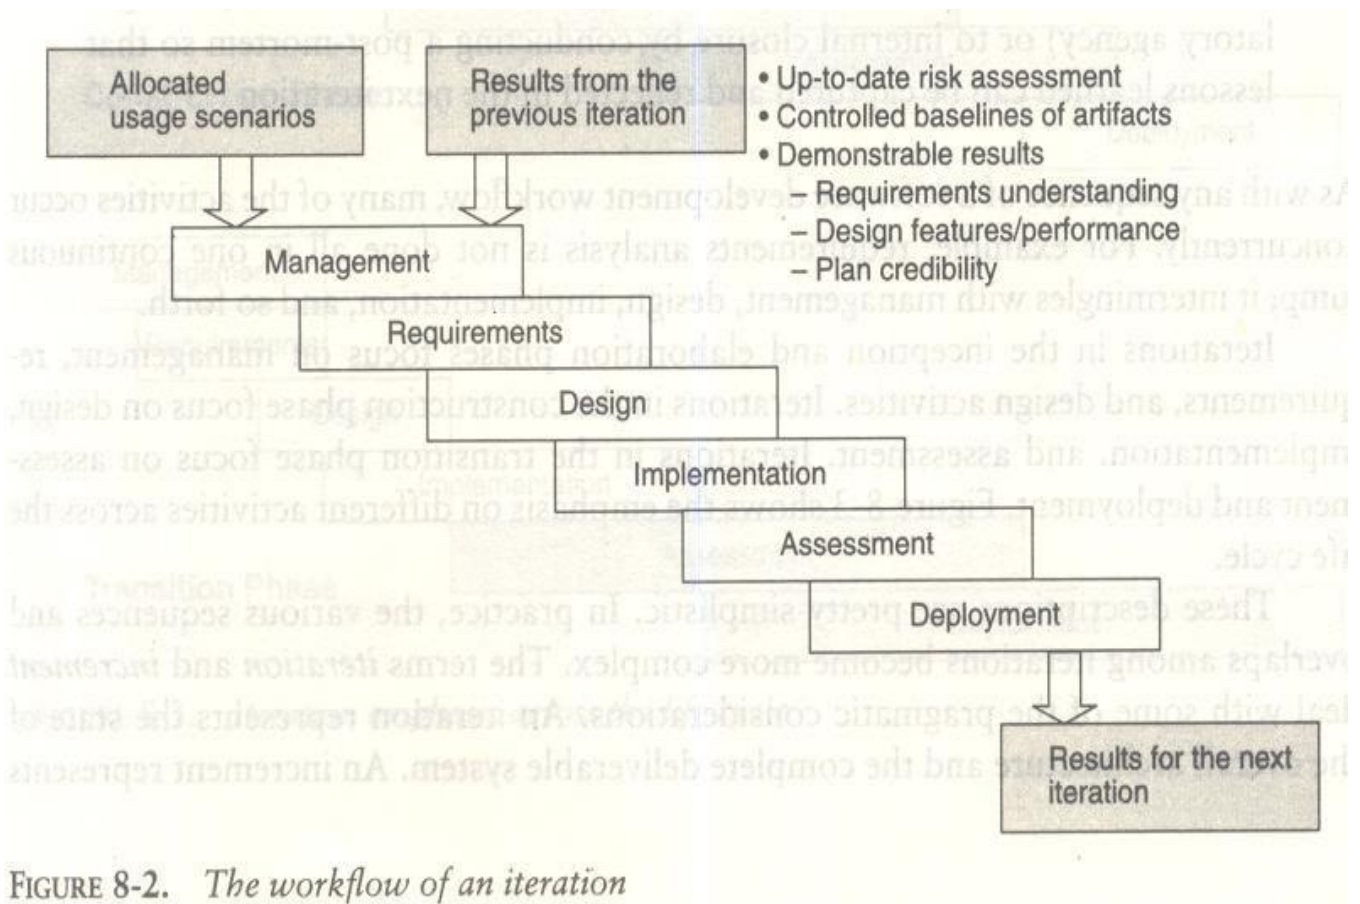 Allocated
usage scenarios
Results from the
previous iteration
• Up-to-date risk assessment
• Controlled baselines of artifacts
• Demonstrable results
– Requirements understanding
– Design features/performance
– Plan credibility
Management
Requirements
Design
Implementation
Assessment
Deployment
Results for the next
iteration
FIGURE 8-2. The workflow of an iteration